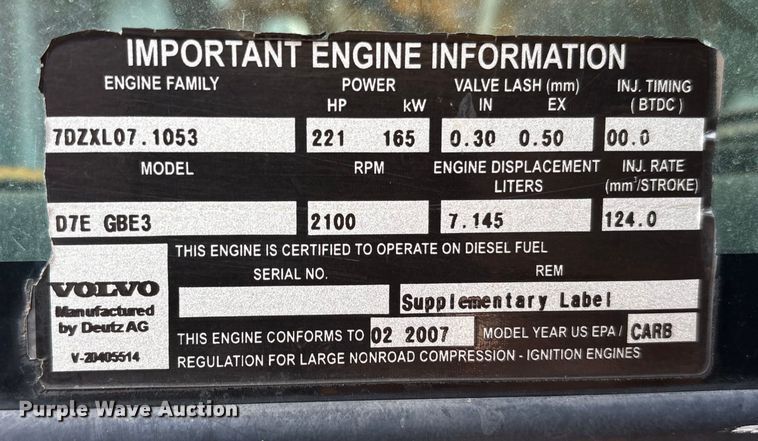 IMPORTANT ENGINE INFORMATION
ENGINE FAMILY POWER VALVE LASH (mm) INJ. TIMING
HP kW IN EX (BTDC)
7DZXL07.1053 221 165 0.30 0.50 00.0
MODEL RPM ENGINE DISPLACEMENT INJ. RATE
LITERS (mm³/STROKE)
D7E GBE3 2100 7.145 124.0
THIS ENGINE IS CERTIFIED TO OPERATE ON DIESEL FUEL
SERIAL NO. REM
VOLVO
Manufactured
by Deutz AG
V-20405514
Supplementary Label
THIS ENGINE CONFORMS TO 02 2007 MODEL YEAR US EPA / CARB
REGULATION FOR LARGE NONROAD COMPRESSION - IGNITION ENGINES
Purple Wave Auction